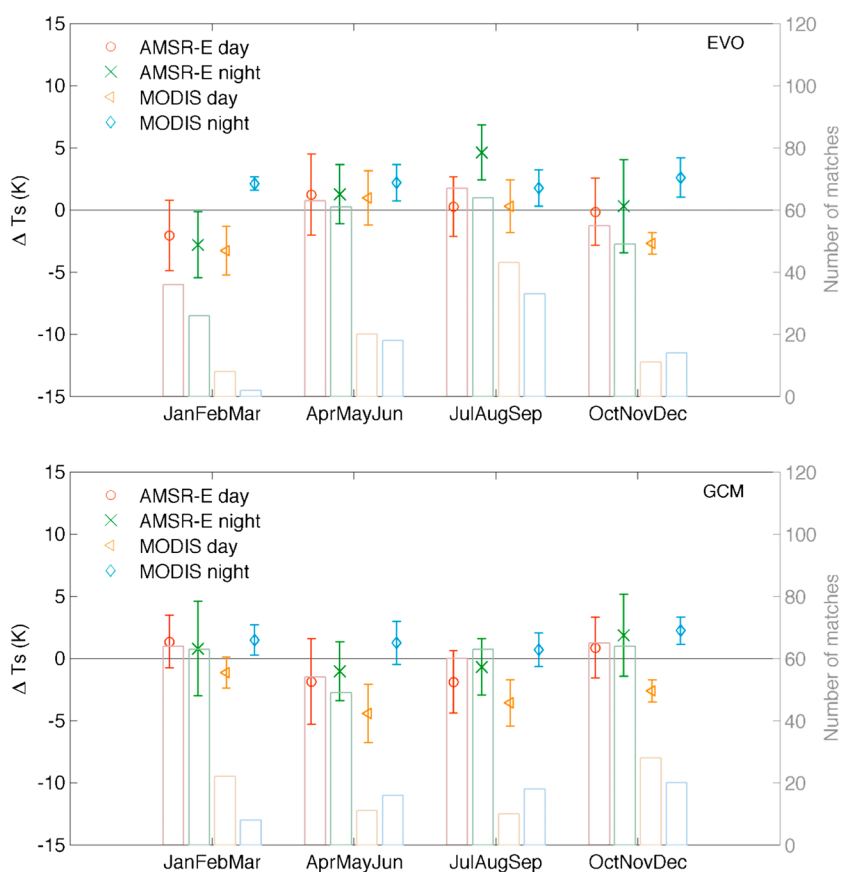 15
10
5
0
-5
-10
-15
Δ Ts (K)
AMSR-E day
AMSR-E night
MODIS day
MODIS night
EVO
120
100
80
60
40
20
0
Number of matches
JanFebMar AprMayJun JulAugSep OctNovDec
15
10
5
0
-5
-10
-15
Δ Ts (K)
AMSR-E day
AMSR-E night
MODIS day
MODIS night
GCM
120
100
80
60
40
20
0
Number of matches
JanFebMar AprMayJun JulAugSep OctNovDec